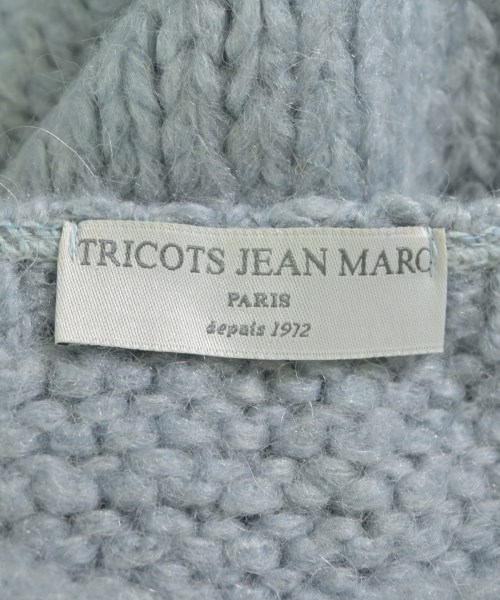 TRICOTS JEAN MARC
PARIS
depuis 1972